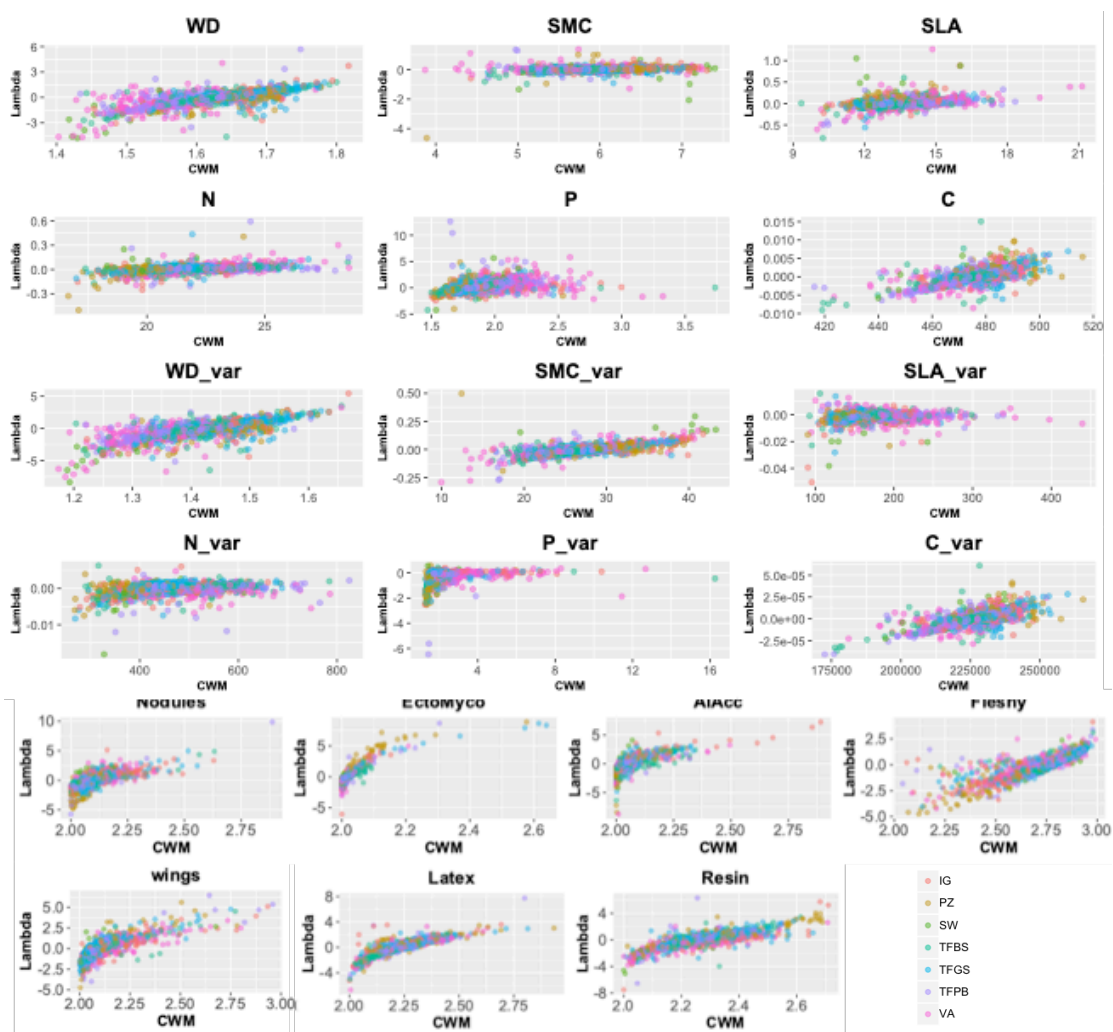 WD SMC SLA
Lambda 6 3 0 -3
1.4 1.5 1.6 1.7 1.8
CWM
Lambda 0 -2 -4
4 5 6 7
CWM
Lambda 1.0 0.5 0.0 -0.5
9 12 15 18 21
CWM
N P C
Lambda 0.6 0.3 0.0 -0.3
20 25
CWM
Lambda 10 5 0 -5
1.5 2.0 2.5 3.0 3.5
CWM
Lambda 0.015 0.010 0.005 0.000 -0.005 -0.010
420 440 460 480 500 520
CWM
WD_var SMC_var SLA_var
Lambda 5 0 -5
1.2 1.3 1.4 1.5 1.6
CWM
Lambda 0.50 0.25 0.00 -0.25
10 20 30 40
CWM
Lambda 0.00 -0.02 -0.04
100 200 300 400
CWM
N_var P_var C_var
Lambda 0.00 -0.01
400 600 800
CWM
Lambda 0 -2 -4 -6
4 8 12 16
CWM
Lambda 5.0e-05 2.5e-05 0.0e+00 -2.5e-05
175000 200000 225000 250000
CWM
Nodules EctoMyco AlAcc Fleshy
Lambda 10 5 0 -5
2.00 2.25 2.50 2.75
CWM
Lambda 5 0 -5
2.0 2.2 2.4 2.6
CWM
Lambda 5 0 -5
2.00 2.25 2.50 2.75
CWM
Lambda 2.5 0.0 -2.5 -5.0
2.00 2.25 2.50 2.75 3.00
CWM
wings Latex Resin
Lambda 5.0 2.5 0.0 -2.5 -5.0
2.00 2.25 2.50 2.75 3.00
CWM
Lambda 8 4 0 -4
2.00 2.25 2.50 2.75
CWM
Lambda 4 0 -4 -8
2.0 2.2 2.4 2.6
CWM
IG
PZ
SW
TFBS
TFGS
TFPB
VA